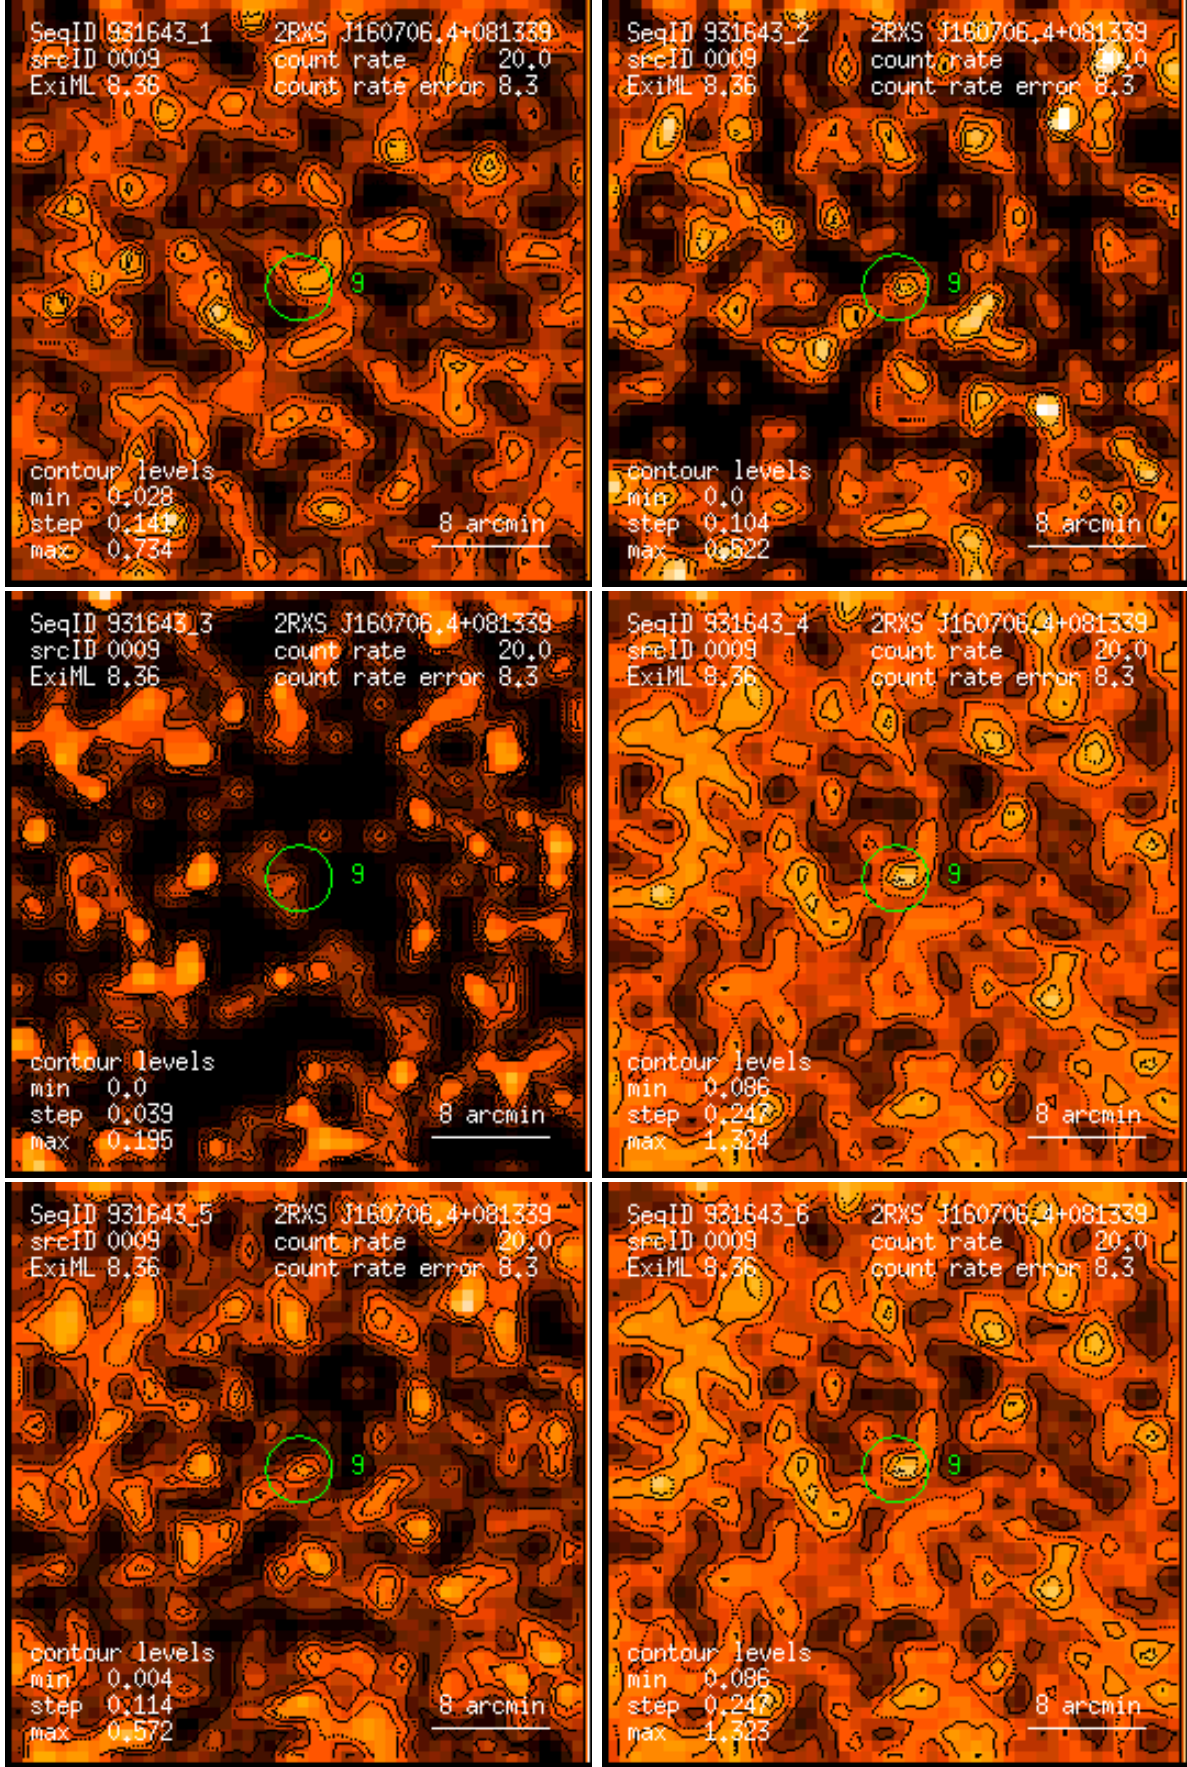 SeqID 931643_1 2RXS J160706.4+081339
srcID 0009 count rate 20.0
ExiML 8.36 count rate error 8.3
9
contour levels
min 0.028
step 0.141 8 arcmin
max 0.734
SeqID 931643_2 2RXS J160706.4+081339
srcID 0009 count rate 20.0
ExiML 8.36 count rate error 8.3
9
contour levels
min 0.0
step 0.104 8 arcmin
max 0.522
SeqID 931643_3 2RXS J160706.4+081339
srcID 0009 count rate 20.0
ExiML 8.36 count rate error 8.3
9
contour levels
min 0.0
step 0.039 8 arcmin
max 0.195
SeqID 931643_4 2RXS J160706.4+081339
srcID 0009 count rate 20.0
ExiML 8.36 count rate error 8.3
9
contour levels
min 0.086
step 0.247 8 arcmin
max 1.324
SeqID 931643_5 2RXS J160706.4+081339
srcID 0009 count rate 20.0
ExiML 8.36 count rate error 8.3
9
contour levels
min 0.004
step 0.114 8 arcmin
max 0.572
SeqID 931643_6 2RXS J160706.4+081339
srcID 0009 count rate 20.0
ExiML 8.36 count rate error 8.3
9
contour levels
min 0.086
step 0.247 8 arcmin
max 1.323